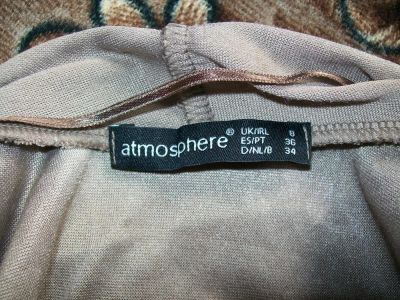 atmosphere®
UK/IRL 8
ES/PT 36
D/NL/B 34